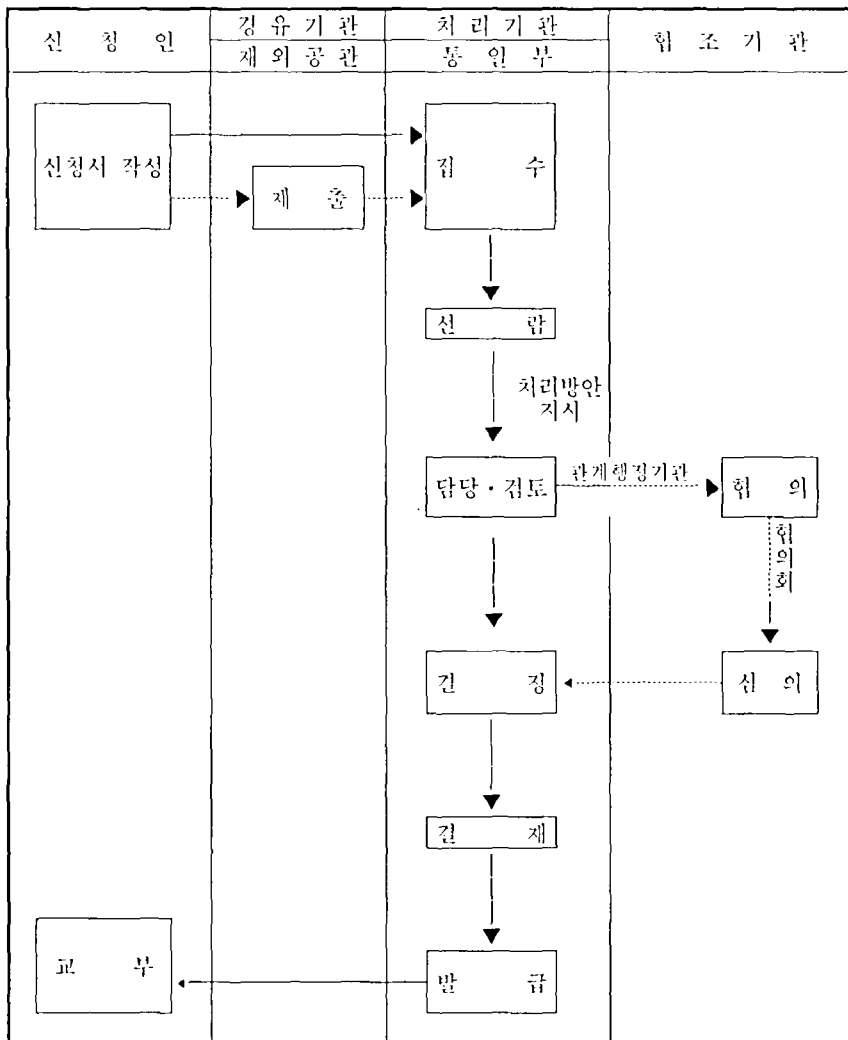 신 청 인
경 유 기 관
재 외 공 관
처 리 기 관
통 일 부
협 조 기 관
신청서 작성
제 출
접 수
선 람
처리방안
지시
담당・검토
관계행정기관
협 의
협의회
심 의
결 정
결 재
발 급
교 부